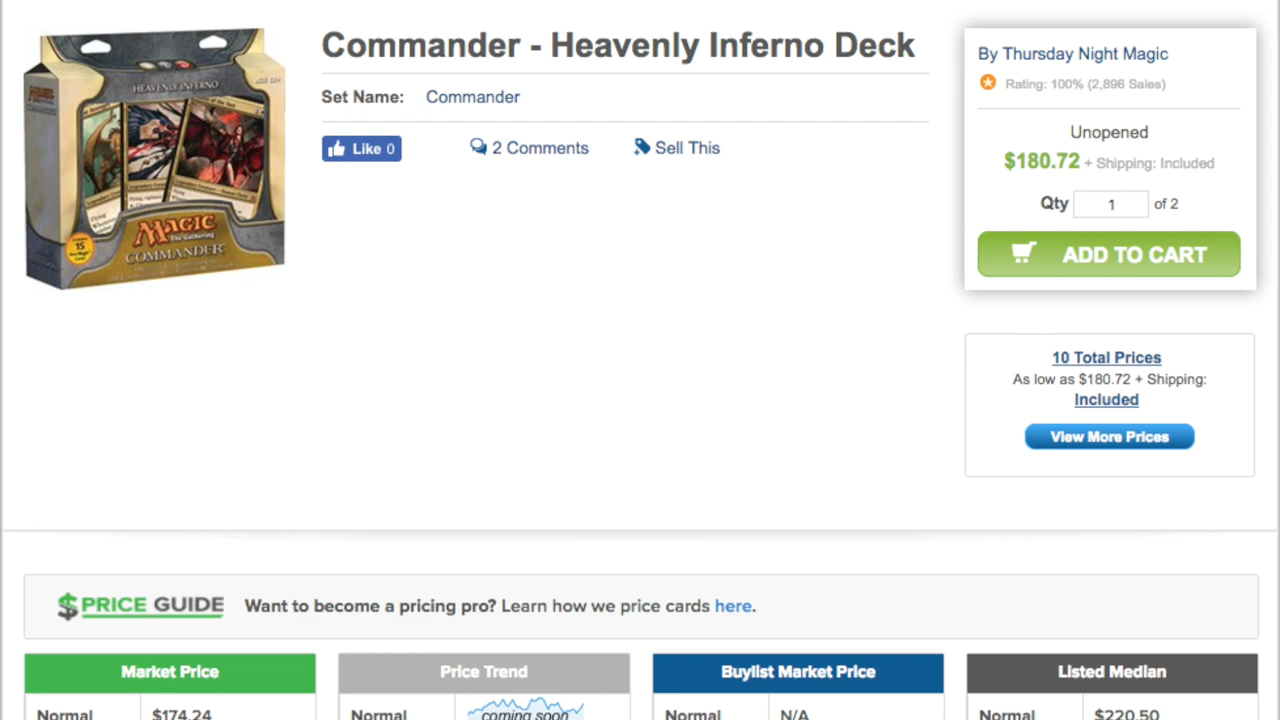 HEAVENLY INFERNO
MAGIC
The Gathering
COMMANDER
15
Commander - Heavenly Inferno Deck
Set Name: Commander
Like 0
2 Comments
Sell This
By Thursday Night Magic
Rating: 100% (2,896 Sales)
Unopened
$180.72 + Shipping: Included
Qty 1 of 2
ADD TO CART
10 Total Prices
As low as $180.72 + Shipping:
Included
View More Prices
$PRICE GUIDE Want to become a pricing pro? Learn how we price cards here.
Market Price
Normal $174.24
Price Trend
Normal coming soon
Buylist Market Price
Normal N/A
Listed Median
Normal $220.50